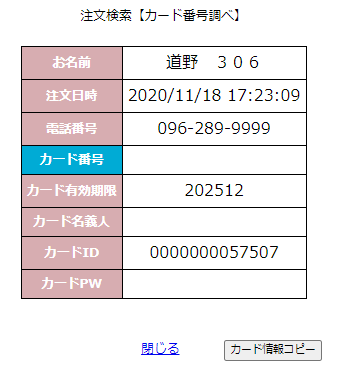 注文検索【カード番号調べ】
お名前 道野　３０６
注文日時 2020/11/18 17:23:09
電話番号 096-289-9999
カード番号
カード有効期限 202512
カード名義人
カードID 0000000057507
カードPW
閉じる カード情報コピー